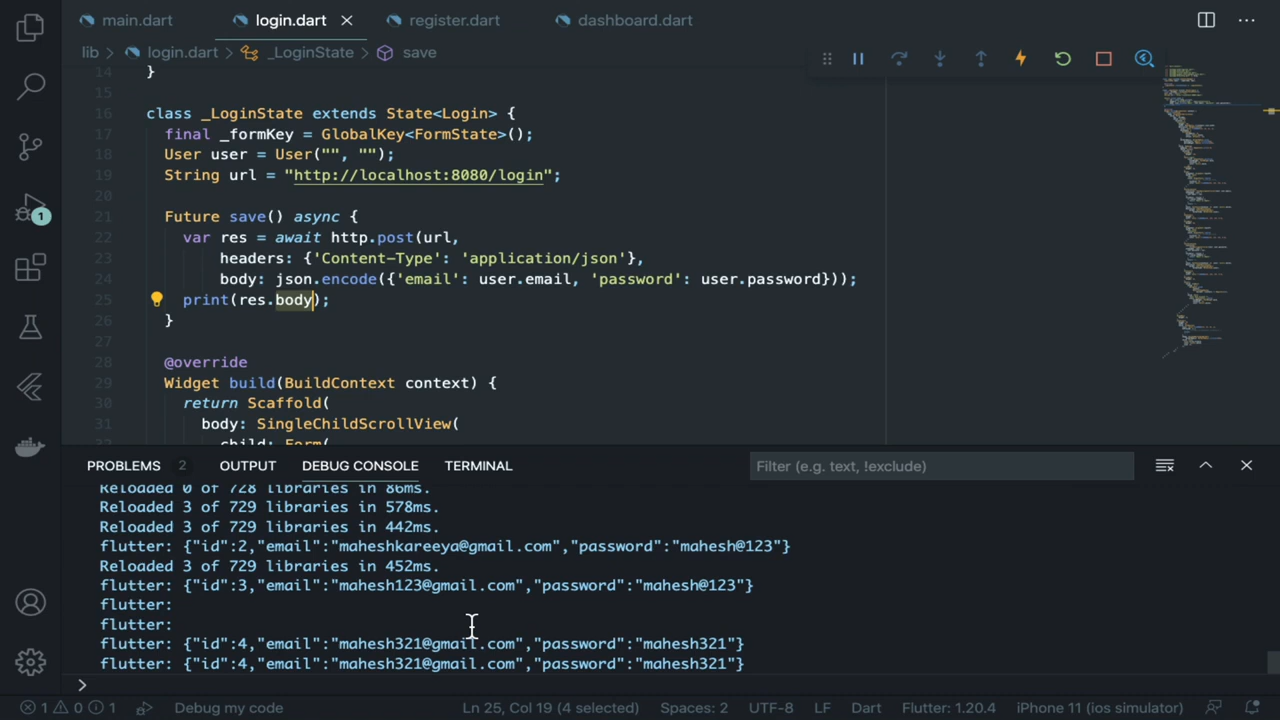 main.dart
login.dart
register.dart
dashboard.dart
lib > login.dart > _LoginState > save
14 }
15
16 class _LoginState extends State<Login> {
17 final _formKey = GlobalKey<FormState>();
18 User user = User("", "");
19 String url = "http://localhost:8080/login";
20
21 Future save() async {
22 var res = await http.post(url,
23 headers: {'Content-Type': 'application/json'},
24 body: json.encode({'email': user.email, 'password': user.password}));
25 print(res.body);
26 }
27
28 @override
29 Widget build(BuildContext context) {
30 return Scaffold(
31 body: SingleChildScrollView(
32 child: Form(
1
PROBLEMS 2 OUTPUT DEBUG CONSOLE TERMINAL
Filter (e.g. text, !exclude)
Reloaded 0 of 728 libraries in 86ms.
Reloaded 3 of 729 libraries in 578ms.
Reloaded 3 of 729 libraries in 442ms.
flutter: {"id":2,"email":"maheshkareeya@gmail.com","password":"mahesh@123"}
Reloaded 3 of 729 libraries in 452ms.
flutter: {"id":3,"email":"mahesh123@gmail.com","password":"mahesh@123"}
flutter:
flutter:
flutter: {"id":4,"email":"mahesh321@gmail.com","password":"mahesh321"}
flutter: {"id":4,"email":"mahesh321@gmail.com","password":"mahesh321"}
>
1 0 1 Debug my code Ln 25, Col 19 (4 selected) Spaces: 2 UTF-8 LF Dart Flutter: 1.20.4 iPhone 11 (ios simulator)